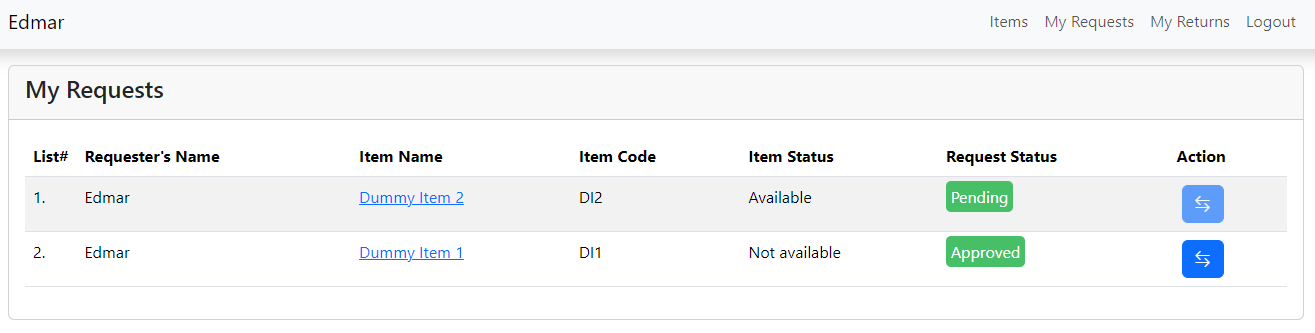 Edmar Items My Requests My Returns Logout
My Requests
List# Requester's Name Item Name Item Code Item Status Request Status Action
1. Edmar Dummy Item 2 DI2 Available Pending
2. Edmar Dummy Item 1 DI1 Not available Approved